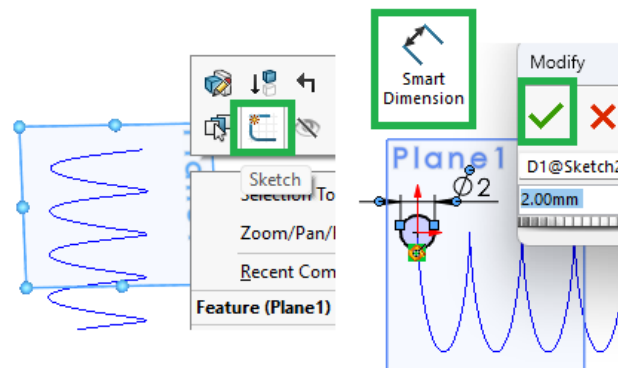 Sketch
Selection To
Zoom/Pan/
Recent Com
Feature (Plane1)
Smart
Dimension
Modify
D1@Sketch2
2.00mm
Plane1
Ø2